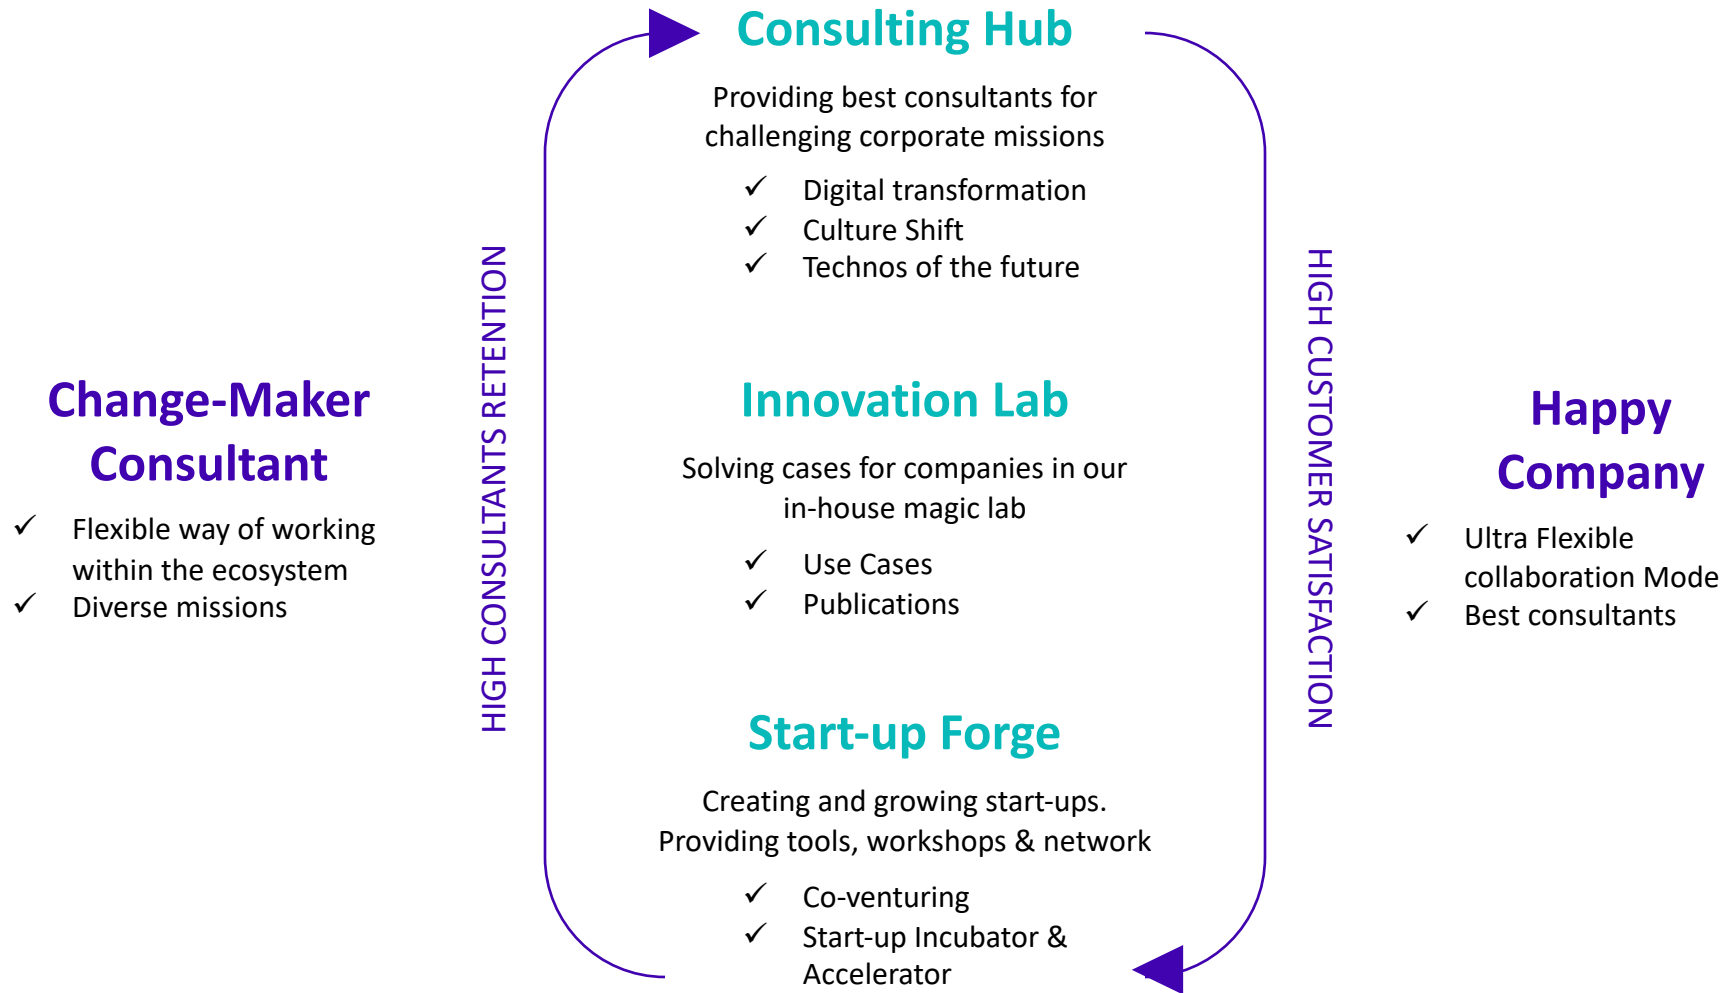 Consulting Hub
Providing best consultants for
challenging corporate missions
✓ Digital transformation
✓ Culture Shift
✓ Technos of the future
HIGH CONSULTANTS RETENTION
HIGH CUSTOMER SATISFACTION
Change-Maker
Consultant
✓ Flexible way of working
within the ecosystem
✓ Diverse missions
Innovation Lab
Solving cases for companies in our
in-house magic lab
✓ Use Cases
✓ Publications
Happy
Company
✓ Ultra Flexible
collaboration Mode
✓ Best consultants
Start-up Forge
Creating and growing start-ups.
Providing tools, workshops & network
✓ Co-venturing
✓ Start-up Incubator &
Accelerator